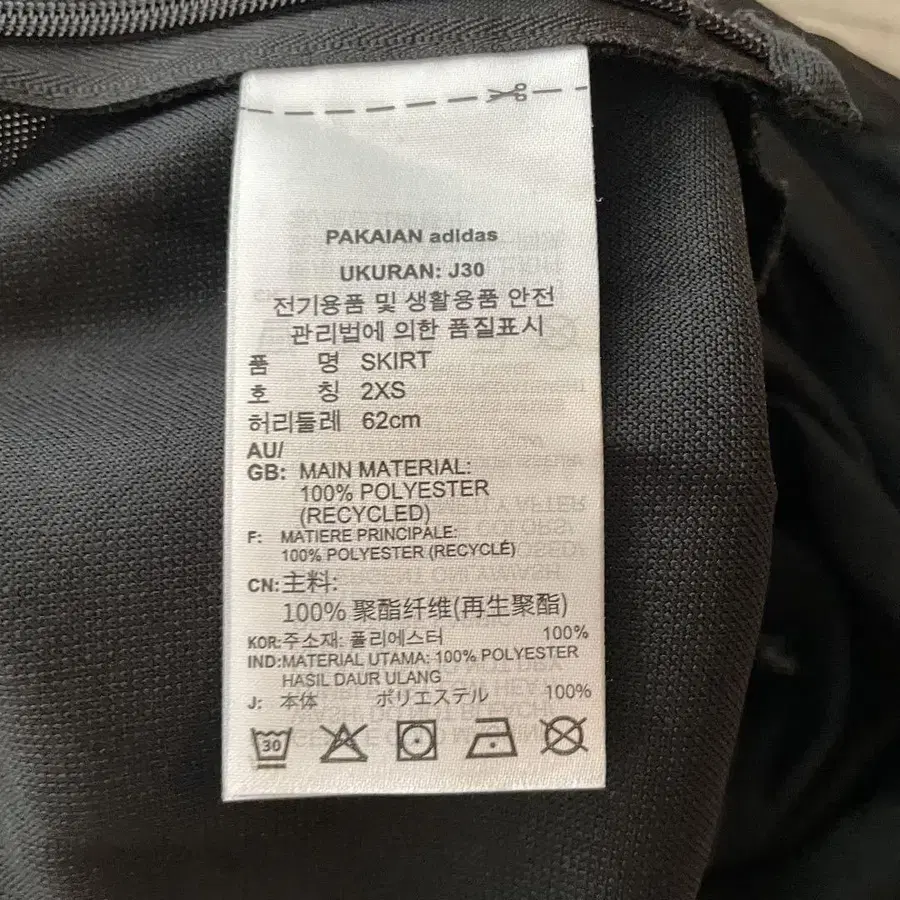 PAKAIAN adidas
UKURAN: J30
전기용품 및 생활용품 안전
관리법에 의한 품질표시
품 명 SKIRT
호 칭 2XS
허리둘레 62cm
AU/
GB: MAIN MATERIAL:
100% POLYESTER
(RECYCLED)
F: MATIERE PRINCIPALE:
100% POLYESTER (RECYCLÉ)
CN:主料:
100% 聚酯纤维(再生聚酯)
KOR:주소재: 폴리에스터 100%
IND:MATERIAL UTAMA: 100% POLYESTER
HASIL DAUR ULANG
J: 本体 ポリエステル 100%
30